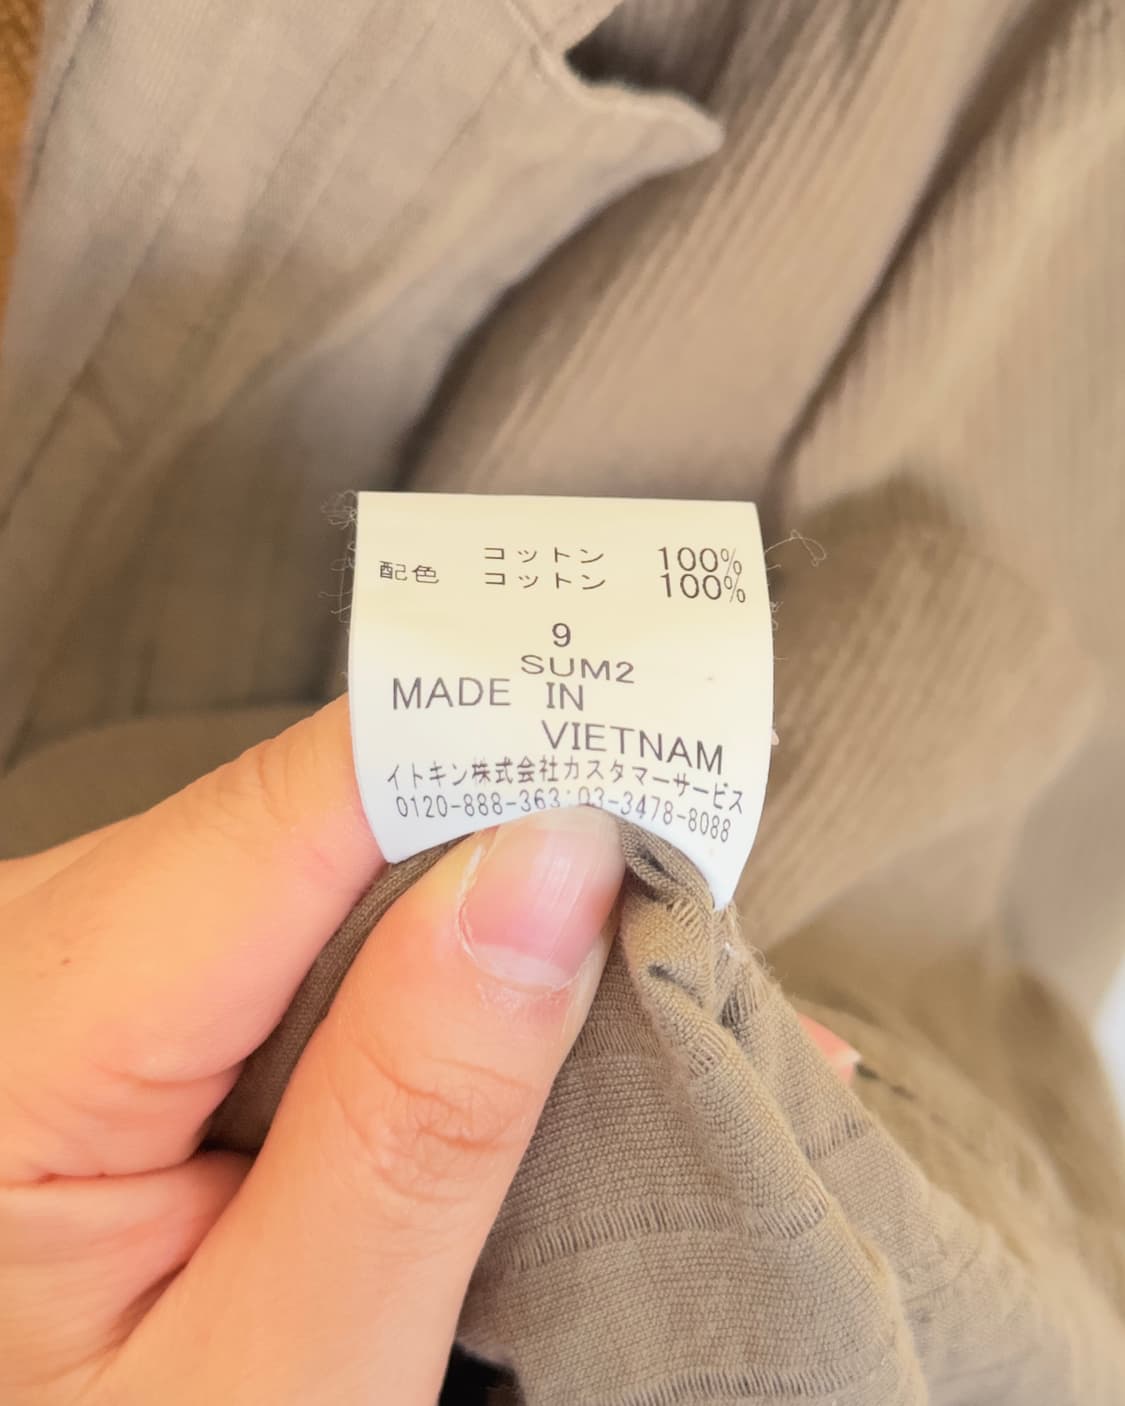 コットン 100%
配色 コットン 100%
9
SUM2
MADE IN
VIETNAM
イトキン株式会社カスタマーサービス
0120-888-363:03-3478-8088